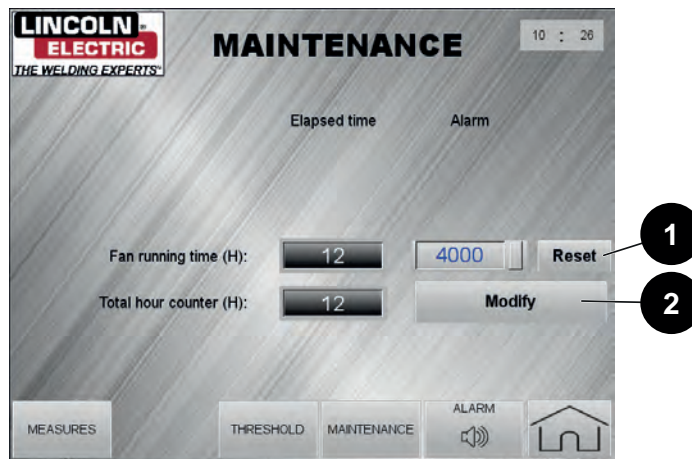 LINCOLN
ELECTRIC
THE WELDING EXPERTS
MAINTENANCE
10 : 26
Elapsed time Alarm
Fan running time (H): 12 4000 Reset
1
Total hour counter (H): 12 Modify
2
MEASURES THRESHOLD MAINTENANCE ALARM